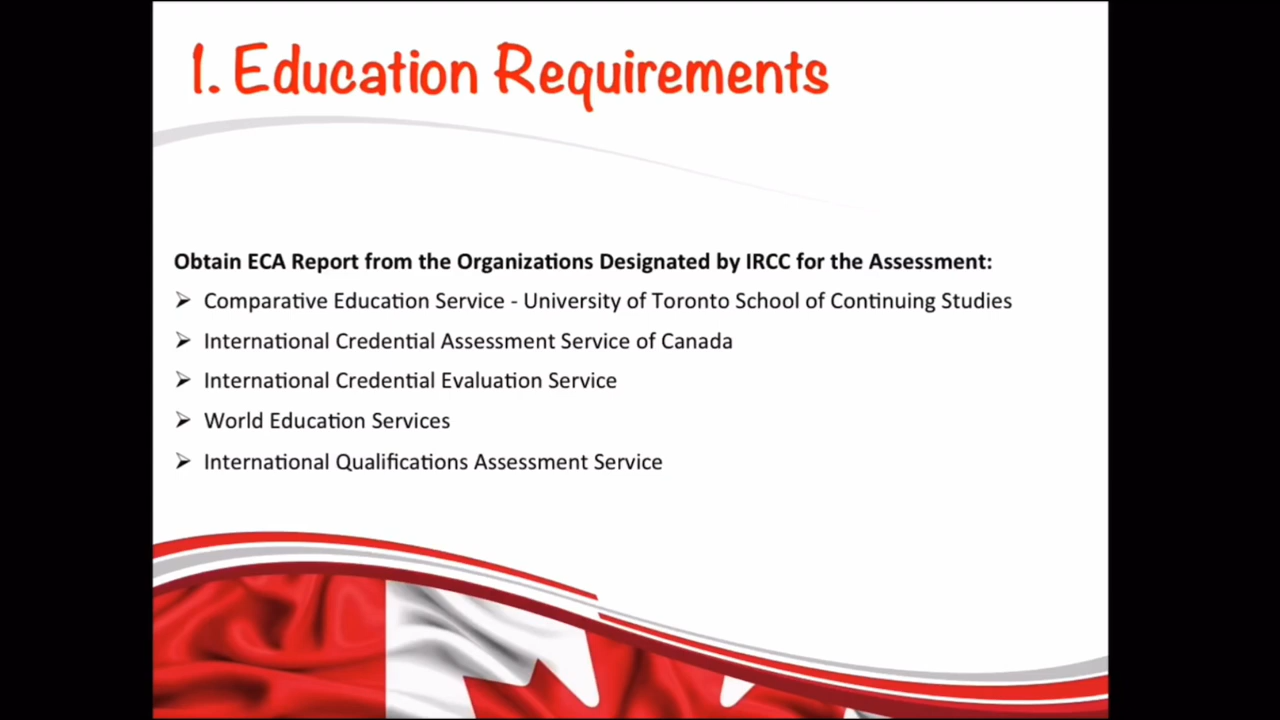 1. Education Requirements
Obtain ECA Report from the Organizations Designated by IRCC for the Assessment:
➢ Comparative Education Service - University of Toronto School of Continuing Studies
➢ International Credential Assessment Service of Canada
➢ International Credential Evaluation Service
➢ World Education Services
➢ International Qualifications Assessment Service